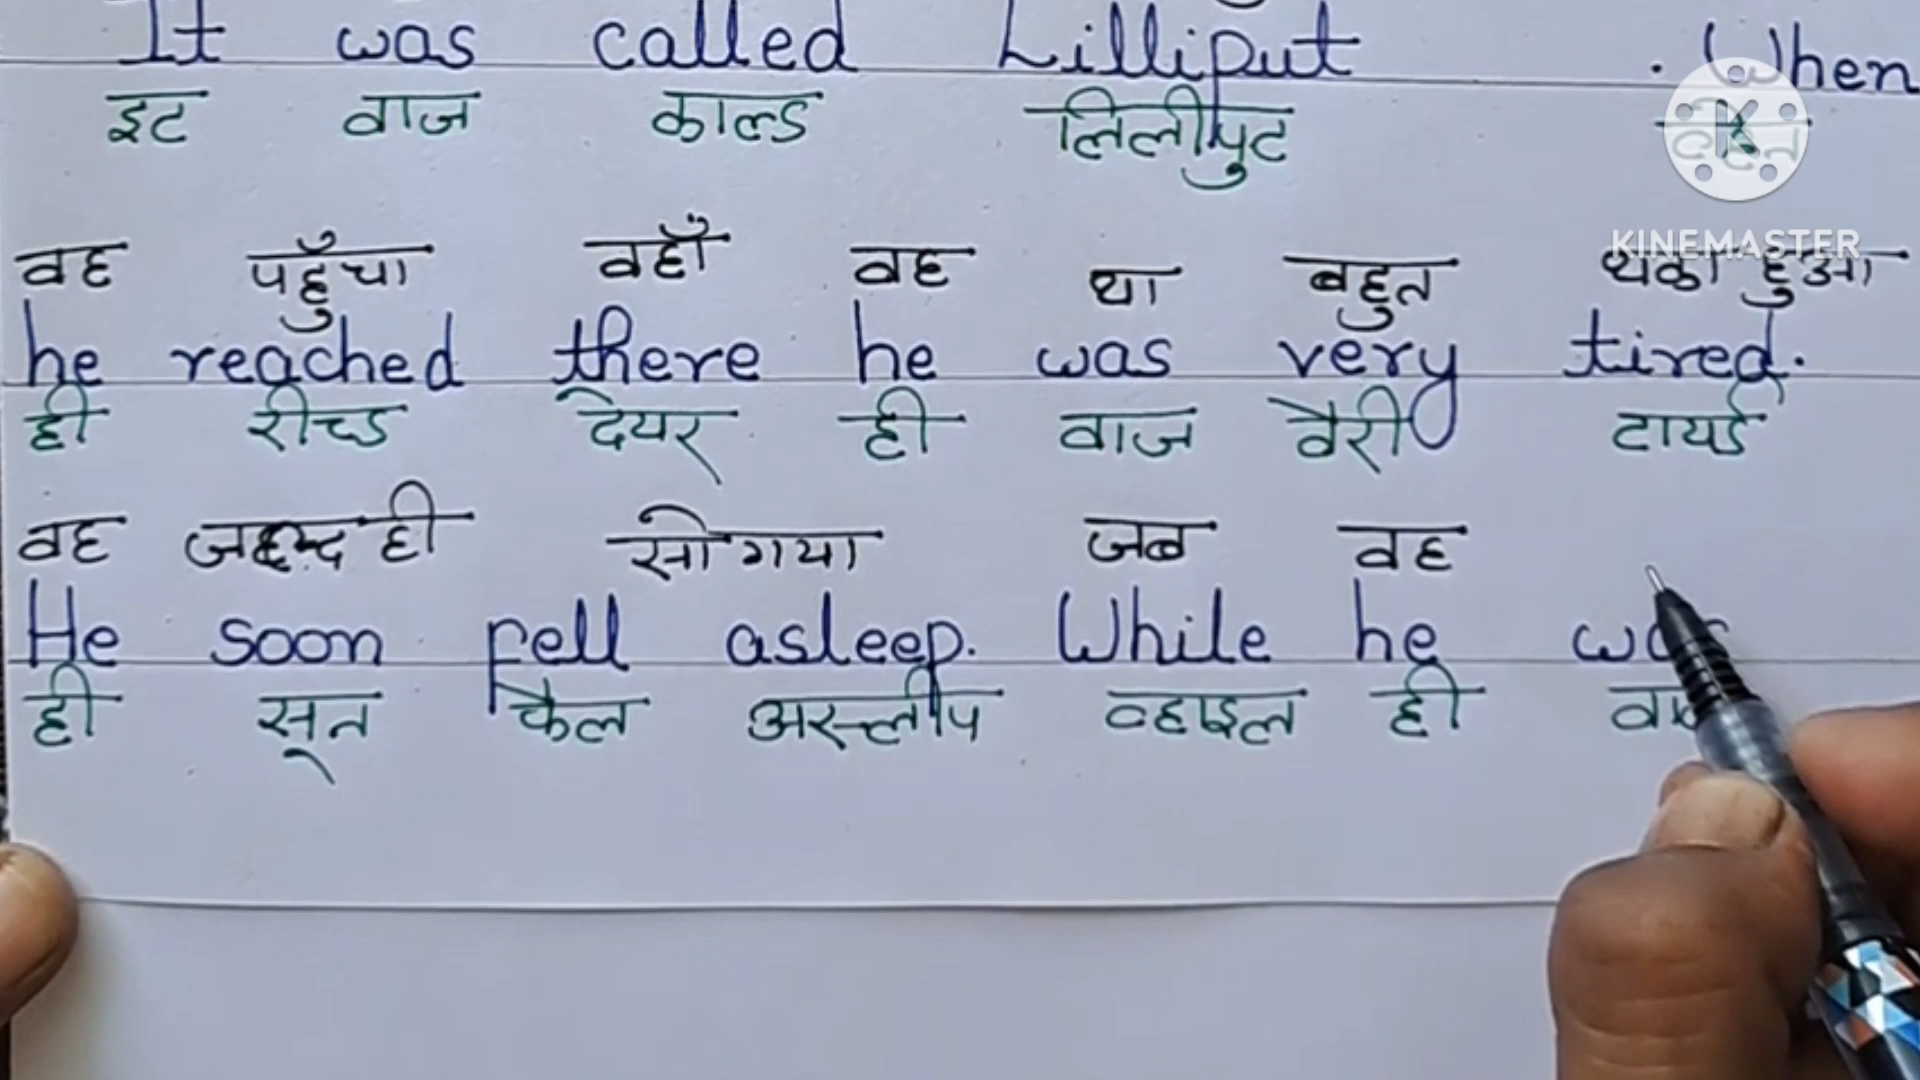 It was called Lilliput . When
इट वाज काल्ड लिलीपुट
KINEMASTER
वह पहुँचा वहाँ वह था बहुत थका हुआ
he reached there he was very tired.
ही रीच्ड देयर ही वाज वैरी टायर्ड
वह ही सो गया जब वह
He soon fell asleep. While he
ही सून फैल अस्लीप व्हाइल ही